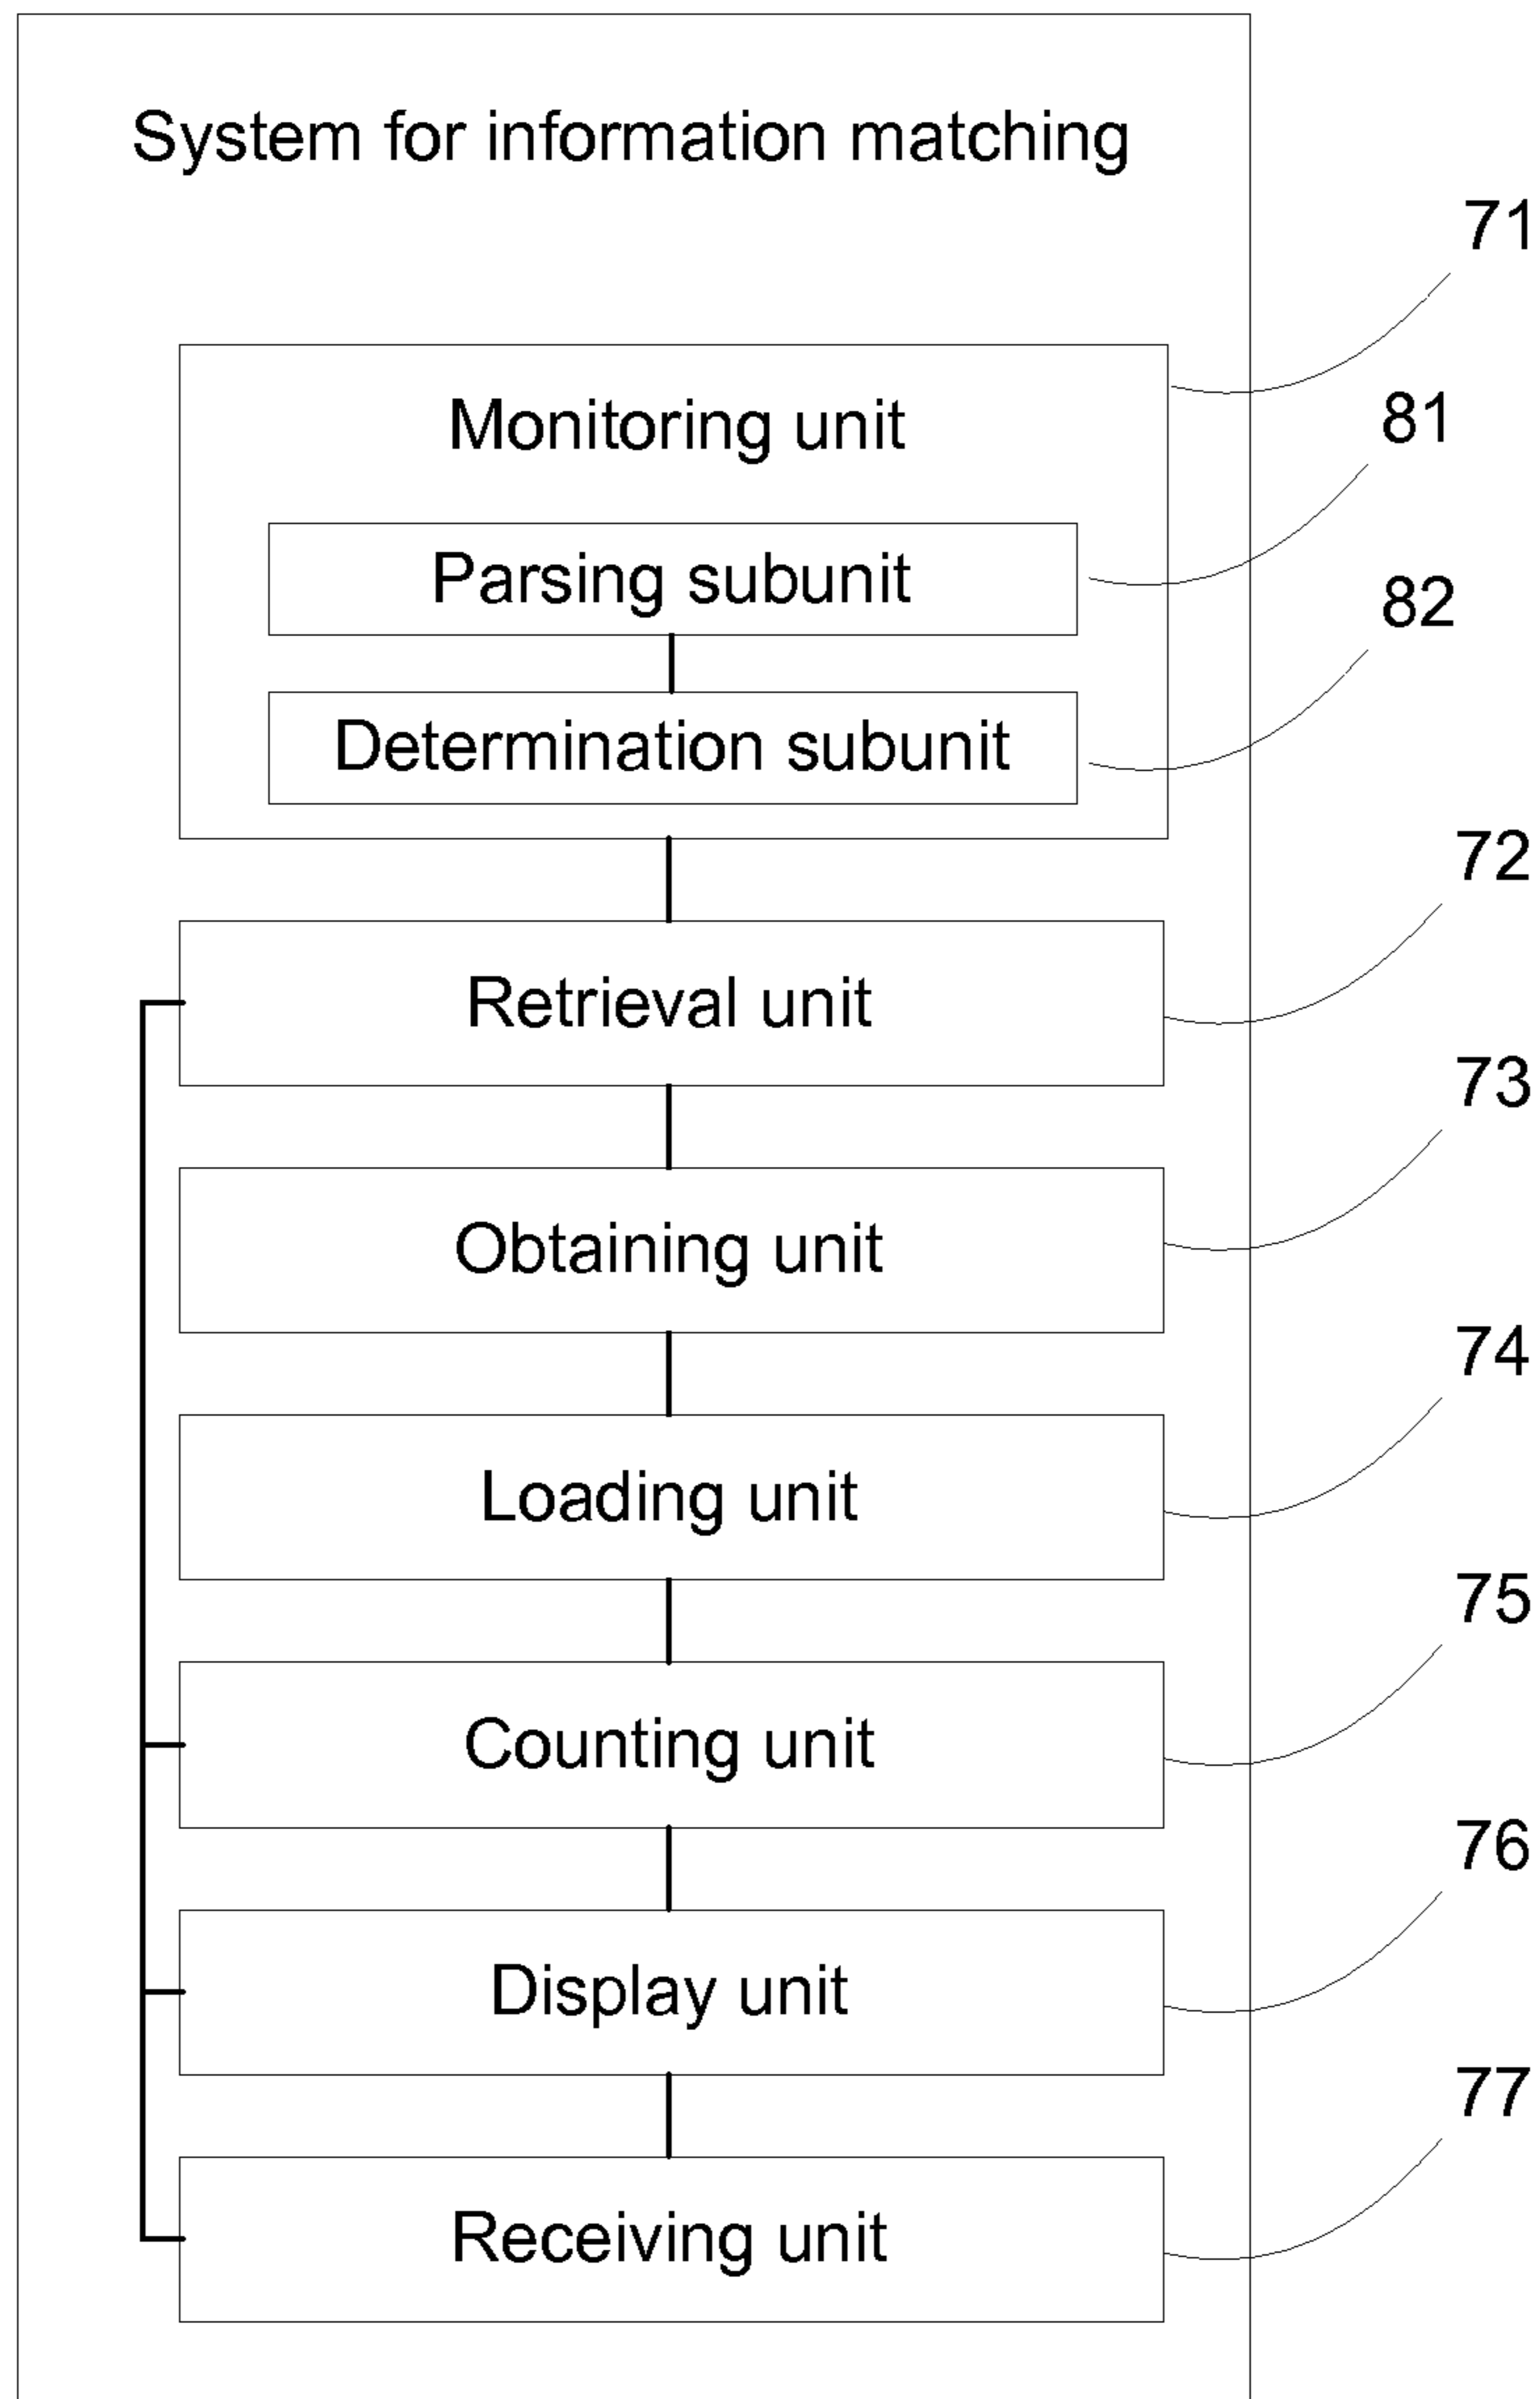 System for information matching
71
Monitoring unit
81
Parsing subunit
82
Determination subunit
72
Retrieval unit
73
Obtaining unit
74
Loading unit
75
Counting unit
76
Display unit
77
Receiving unit